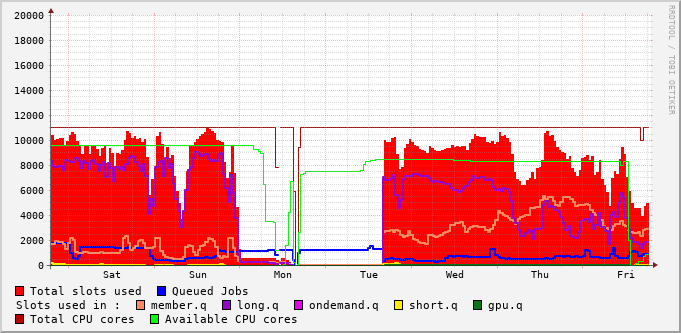 20000
18000
16000
14000
12000
10000
8000
6000
4000
2000
0
Sat Sun Mon Tue Wed Thu Fri
RRDTOOL / TOBI OETIKER
Total slots used Queued Jobs
Slots used in : member.q long.q ondemand.q short.q gpu.q
Total CPU cores Available CPU cores